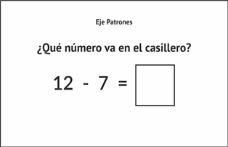 Eje Patrones
¿Qué número va en el casillero?
12 - 7 =